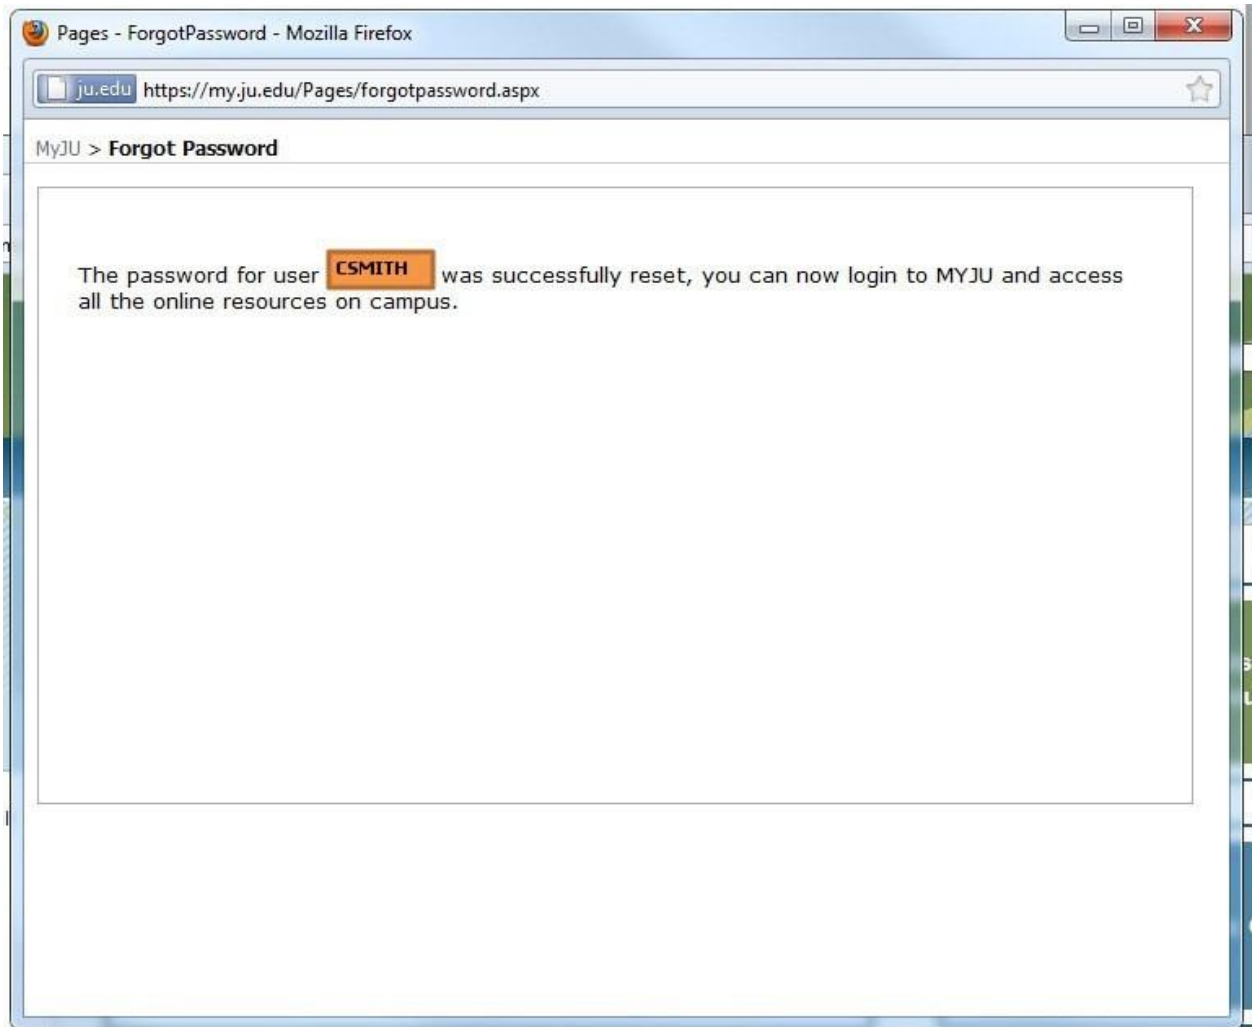 Pages - ForgotPassword - Mozilla Firefox
ju.edu https://my.ju.edu/Pages/forgotpassword.aspx
MyJU > Forgot Password
The password for user CSMITH was successfully reset, you can now login to MYJU and access
all the online resources on campus.